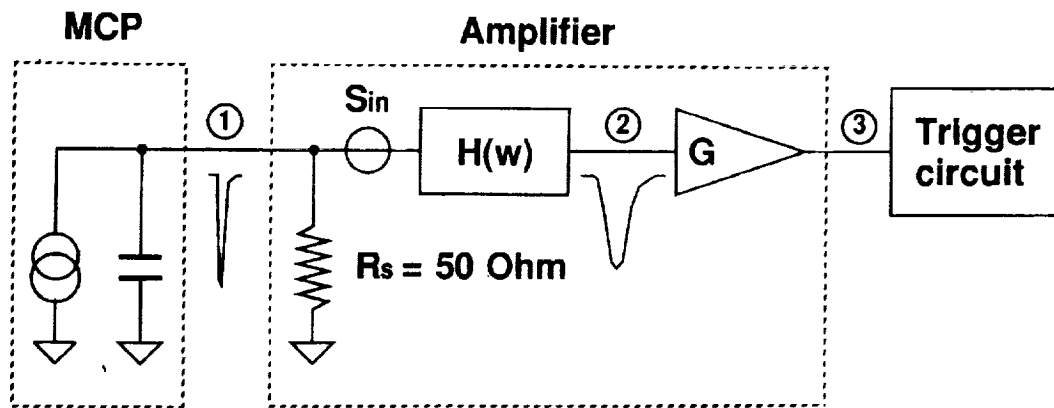 MCP
Amplifier
①
Sin
H(w)
②
G
③
Trigger
circuit
Rs = 50 Ohm